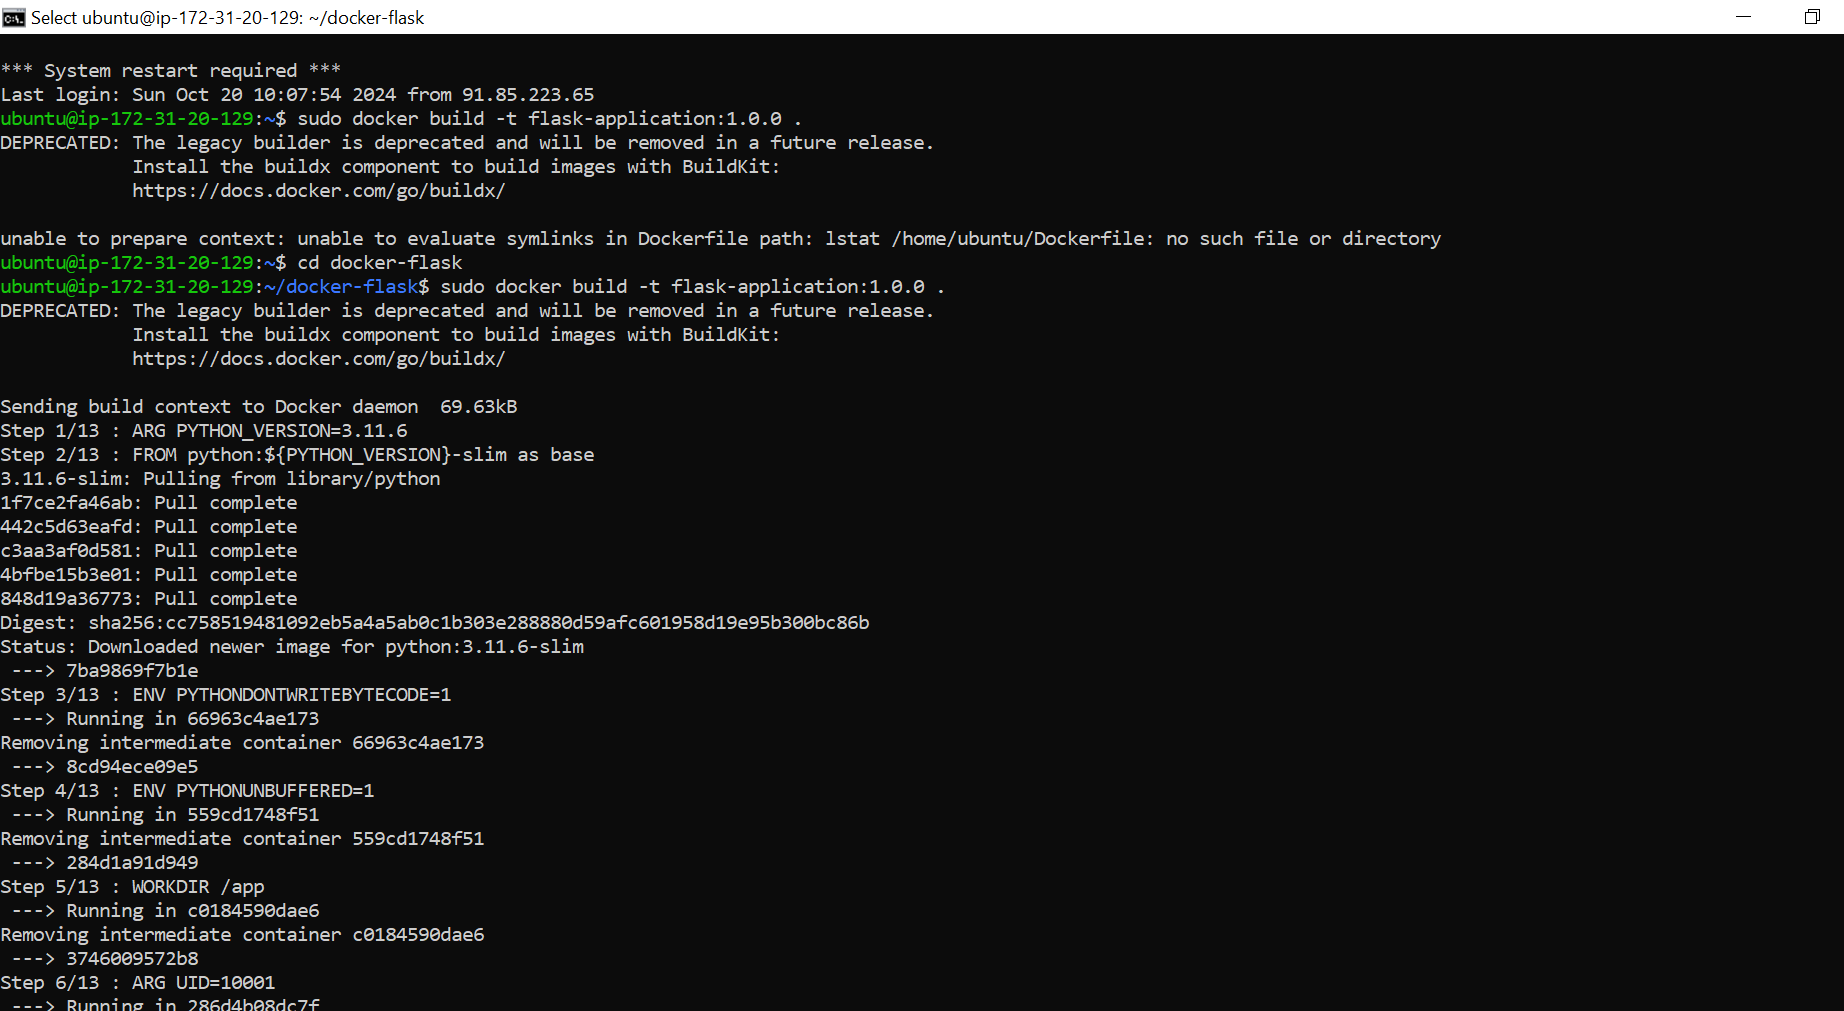 Select ubuntu@ip-172-31-20-129: ~/docker-flask
*** System restart required ***
Last login: Sun Oct 20 10:07:54 2024 from 91.85.223.65
ubuntu@ip-172-31-20-129:~$ sudo docker build -t flask-application:1.0.0 .
DEPRECATED: The legacy builder is deprecated and will be removed in a future release.
            Install the buildx component to build images with BuildKit:
            https://docs.docker.com/go/buildx/
unable to prepare context: unable to evaluate symlinks in Dockerfile path: lstat /home/ubuntu/Dockerfile: no such file or directory
ubuntu@ip-172-31-20-129:~$ cd docker-flask
ubuntu@ip-172-31-20-129:~/docker-flask$ sudo docker build -t flask-application:1.0.0 .
DEPRECATED: The legacy builder is deprecated and will be removed in a future release.
            Install the buildx component to build images with BuildKit:
            https://docs.docker.com/go/buildx/
Sending build context to Docker daemon  69.63kB
Step 1/13 : ARG PYTHON_VERSION=3.11.6
Step 2/13 : FROM python:${PYTHON_VERSION}-slim as base
3.11.6-slim: Pulling from library/python
1f7ce2fa46ab: Pull complete
442c5d63eafd: Pull complete
c3aa3af0d581: Pull complete
4bfbe15b3e01: Pull complete
848d19a36773: Pull complete
Digest: sha256:cc758519481092eb5a4a5ab0c1b303e288880d59afc601958d19e95b300bc86b
Status: Downloaded newer image for python:3.11.6-slim
 ---> 7ba9869f7b1e
Step 3/13 : ENV PYTHONDONTWRITEBYTECODE=1
 ---> Running in 66963c4ae173
Removing intermediate container 66963c4ae173
 ---> 8cd94ece09e5
Step 4/13 : ENV PYTHONUNBUFFERED=1
 ---> Running in 559cd1748f51
Removing intermediate container 559cd1748f51
 ---> 284d1a91d949
Step 5/13 : WORKDIR /app
 ---> Running in c0184590dae6
Removing intermediate container c0184590dae6
 ---> 3746009572b8
Step 6/13 : ARG UID=10001
 ---> Running in 286d4b08dc7f